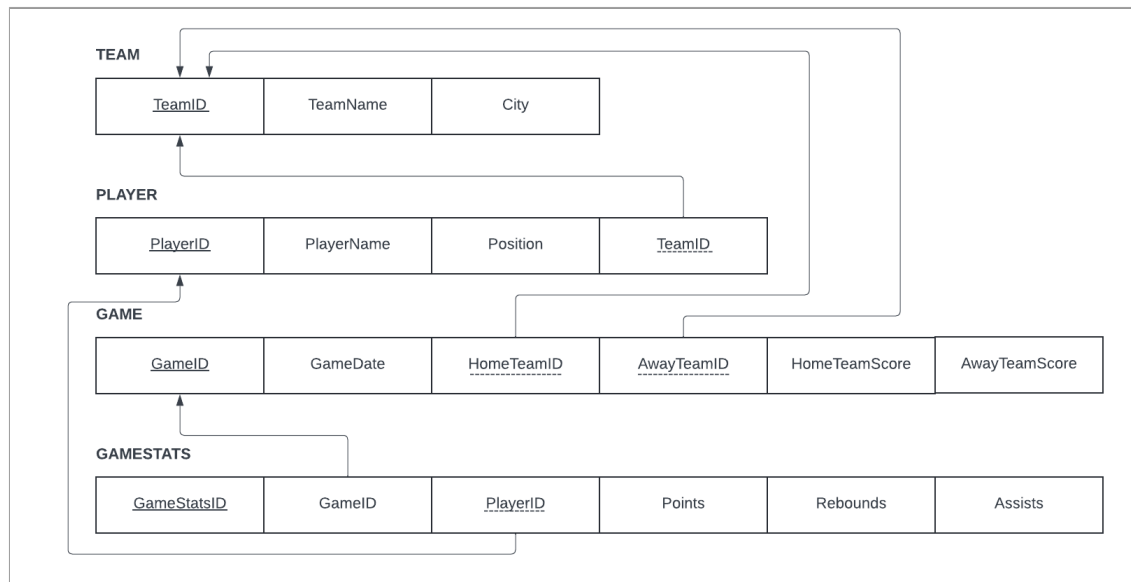 TEAM
TeamID TeamName City
PLAYER
PlayerID PlayerName Position TeamID
GAME
GameID GameDate HomeTeamID AwayTeamID HomeTeamScore AwayTeamScore
GAMESTATS
GameStatsID GameID PlayerID Points Rebounds Assists